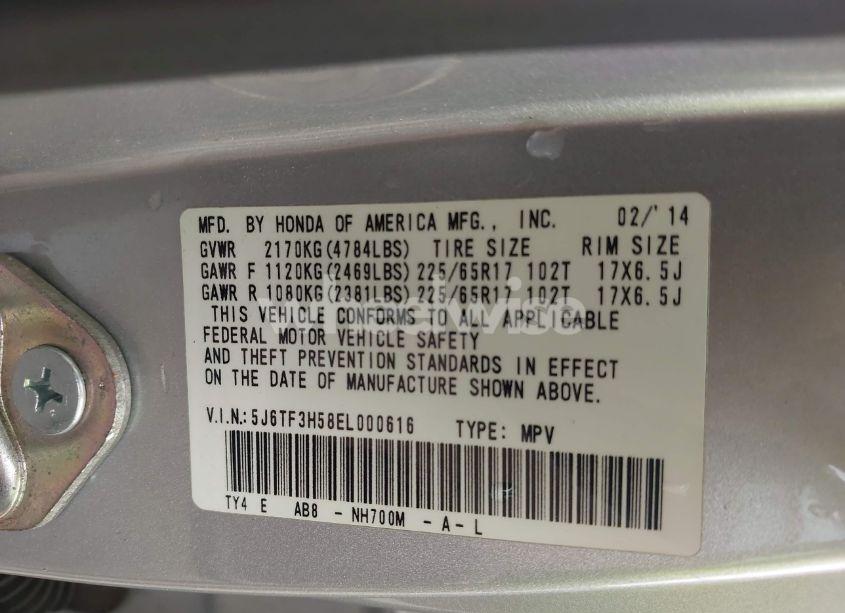 MFD. BY HONDA OF AMERICA MFG., INC. 02/'14
GVWR 2170KG(4784LBS) TIRE SIZE RIM SIZE
GAWR F 1120KG(2469LBS) 225/65R17 102T 17X6.5J
GAWR R 1080KG(2381LBS) 225/65R17 102T 17X6.5J
THIS VEHICLE CONFORMS TO ALL APPLICABLE
FEDERAL MOTOR VEHICLE SAFETY
AND THEFT PREVENTION STANDARDS IN EFFECT
ON THE DATE OF MANUFACTURE SHOWN ABOVE.
V.I.N.: 5J6TF3H58EL000616 TYPE: MPV
TY4 E AB8 - NH700M - A - L